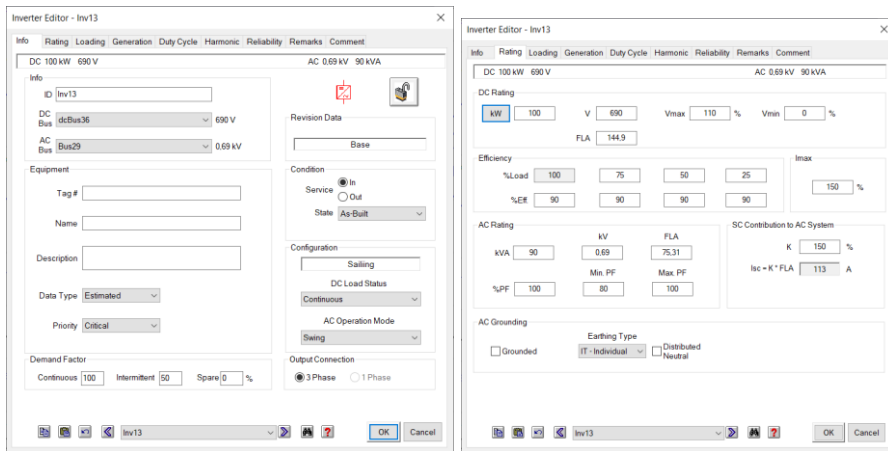 Inverter Editor - Inv13
Info Rating Loading Generation Duty Cycle Harmonic Reliability Remarks Comment
DC 100 kW 690 V AC 0,69 kV 90 kVA
Info
ID Inv13
DC Bus dcBus36 690 V
AC Bus Bus29 0,69 kV
Revision Data
Base
Equipment
Tag #
Name
Description
Data Type Estimated
Priority Critical
Condition
Service In
Out
State As-Built
Configuration
Sailing
DC Load Status
Continuous
AC Operation Mode
Swing
Demand Factor
Continuous 100 Intermittent 50 Spare 0 %
Output Connection
3 Phase 1 Phase
Inv13 OK Cancel
Inverter Editor - Inv13
Info Rating Loading Generation Duty Cycle Harmonic Reliability Remarks Comment
DC 100 kW 690 V AC 0,69 kV 90 kVA
DC Rating
kW 100 V 690 Vmax 110 % Vmin 0 %
FLA 144,9
Efficiency
%Load 100 75 50 25
%Eff 90 90 90 90
Imax
150 %
AC Rating
kV FLA
kVA 90 0,69 75,31
Min. PF Max. PF
%PF 100 80 100
SC Contribution to AC System
K 150 %
Isc = K * FLA 113 A
AC Grounding
Earthing Type
Grounded IT - Individual Distributed Neutral
Inv13 OK Cancel